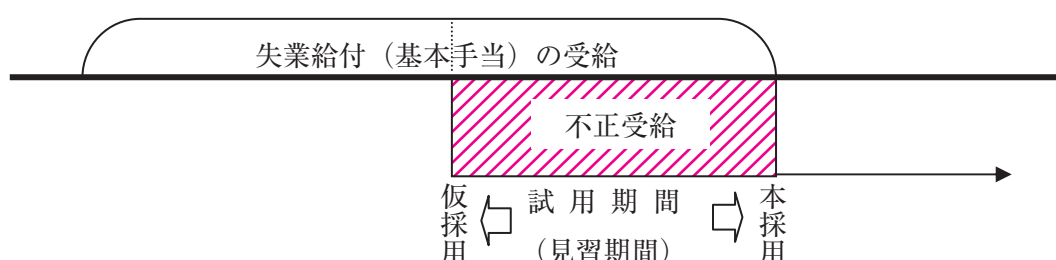 失業給付（基本手当）の受給
不正受給
仮採用
試用期間
（見習期間）
本採用